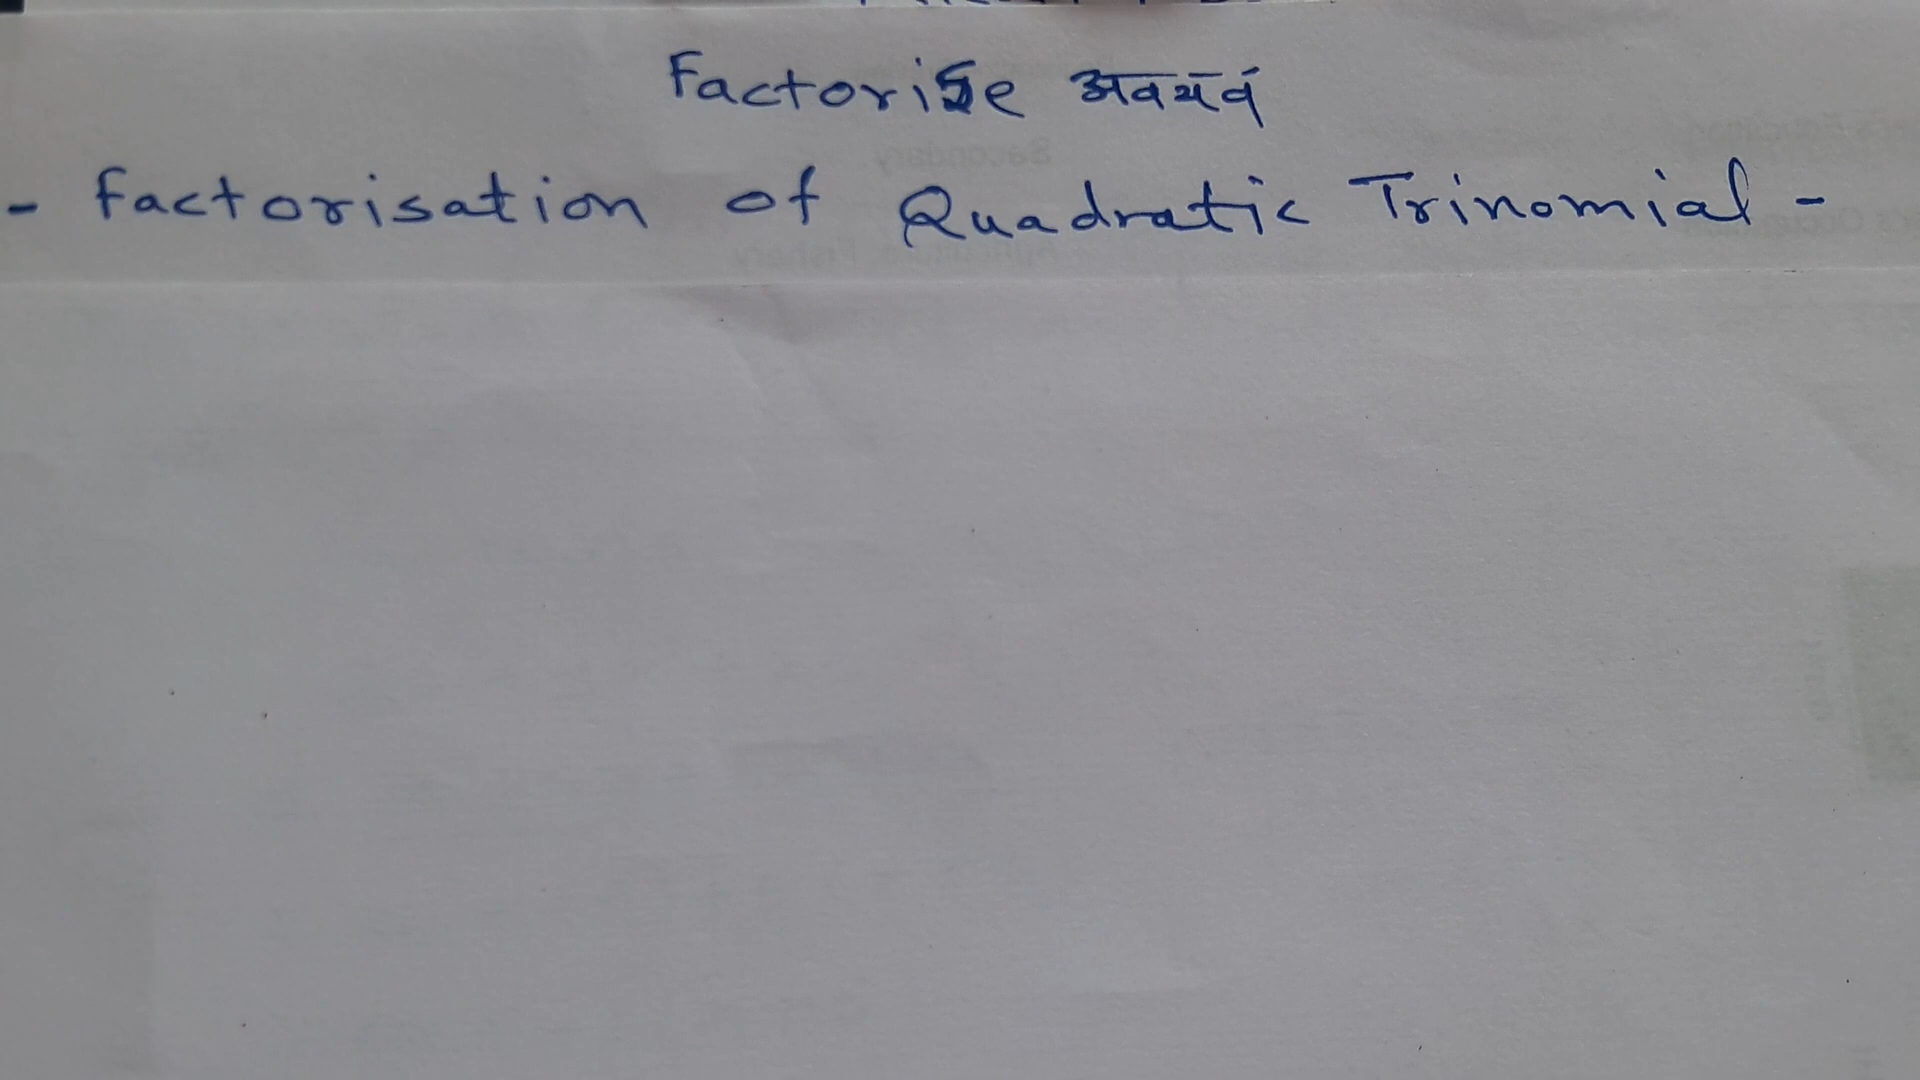 Factorise अवयव
- Factorisation of Quadratic Trinomial -